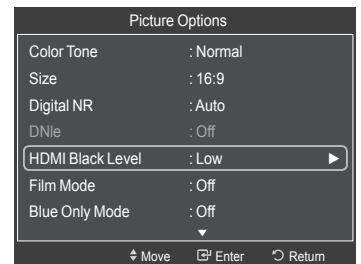 Picture Options
Color Tone : Normal
Size : 16:9
Digital NR : Auto
DNIe : Off
HDMI Black Level : Low
Film Mode : Off
Blue Only Mode : Off
Move Enter Return